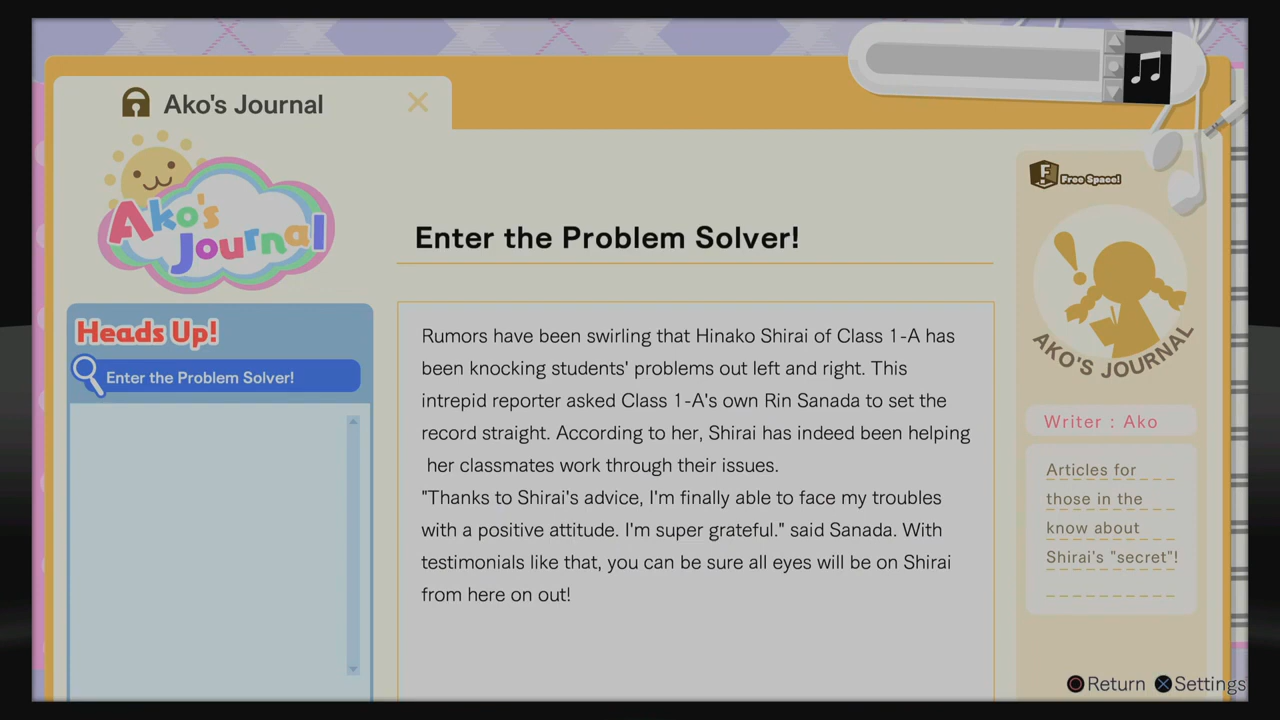 Ako's Journal
Ako's
Journal
Heads Up!
Enter the Problem Solver!
Enter the Problem Solver!
Rumors have been swirling that Hinako Shirai of Class 1-A has
been knocking students' problems out left and right. This
intrepid reporter asked Class 1-A's own Rin Sanada to set the
record straight. According to her, Shirai has indeed been helping
her classmates work through their issues.
"Thanks to Shirai's advice, I'm finally able to face my troubles
with a positive attitude. I'm super grateful." said Sanada. With
testimonials like that, you can be sure all eyes will be on Shirai
from here on out!
F
Free Space!
AKO'S JOURNAL
Writer : Ako
Articles for
those in the
know about
Shirai's "secret"!
Return Settings